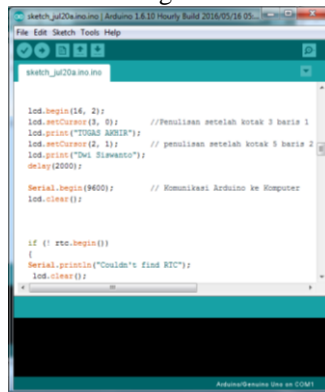 sketch_jul20a.ino.ino | Arduino 1.6.10 Hourly Build 2016/05/16 05:...
File Edit Sketch Tools Help
sketch_jul20a.ino.ino
lcd.begin(16, 2);
lcd.setCursor(3, 0); //Penulisan setelah kotak 3 baris 1
lcd.print("TUGAS AKHIR");
lcd.setCursor(2, 1); // penulisan setelah kotak 5 baris 2
lcd.print("Dwi Siswanto");
delay(2000);
Serial.begin(9600); // Komunikasi Arduino ke Komputer
lcd.clear();
if (! rtc.begin())
{
Serial.println("Couldn't find RTC");
lcd.clear();
Arduino/Genuino Uno on COM1